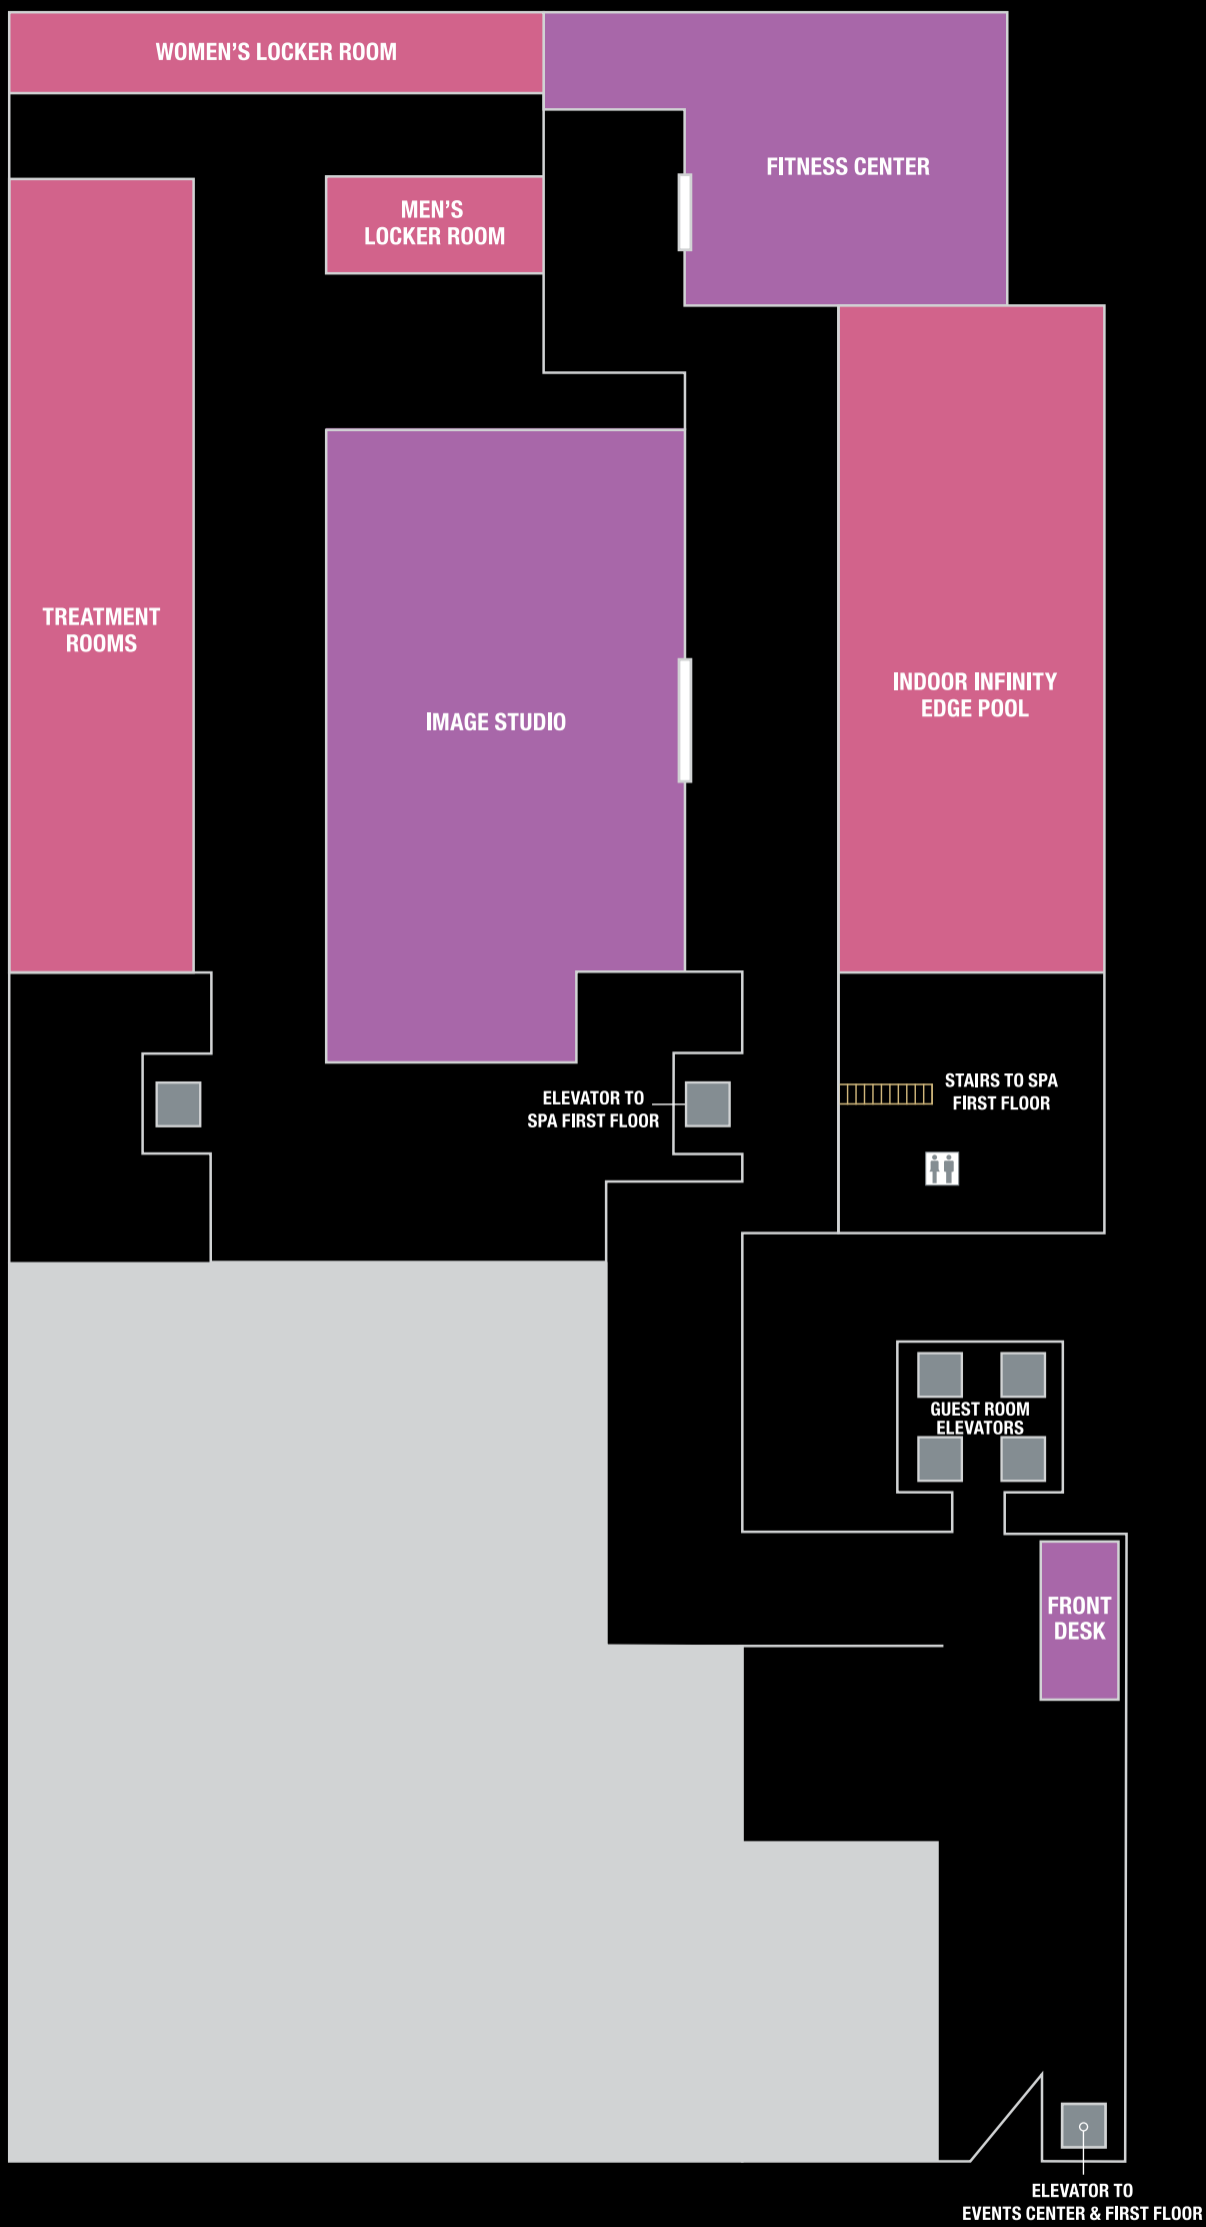 WOMEN'S LOCKER ROOM
FITNESS CENTER
MEN'S
LOCKER ROOM
TREATMENT
ROOMS
INDOOR INFINITY
EDGE POOL
IMAGE STUDIO
STAIRS TO SPA
FIRST FLOOR
ELEVATOR TO
SPA FIRST FLOOR
GUEST ROOM
ELEVATORS
FRONT
DESK
ELEVATOR TO
EVENTS CENTER & FIRST FLOOR